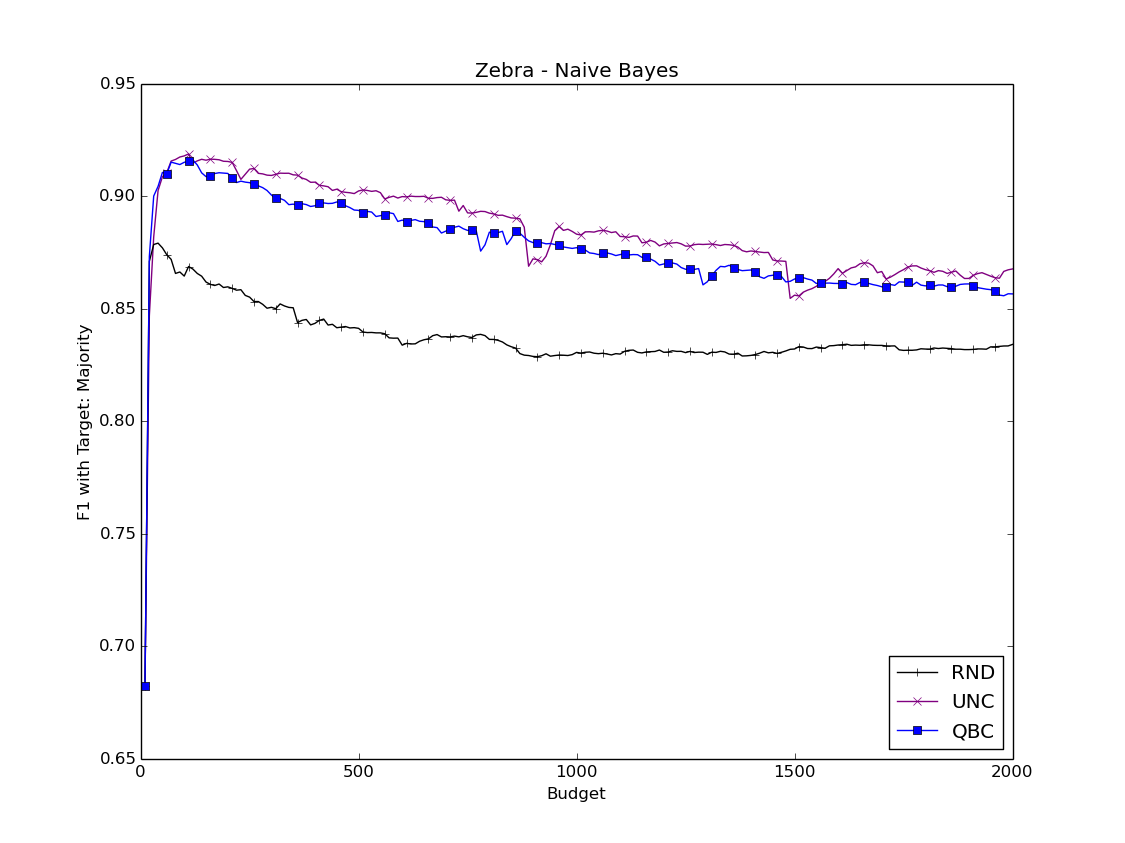 Zebra - Naive Bayes
0.95
0.90
0.85
0.80
0.75
0.70
0.65
F1 with Target: Majority
RND
UNC
QBC
0 500 1000 1500 2000
Budget